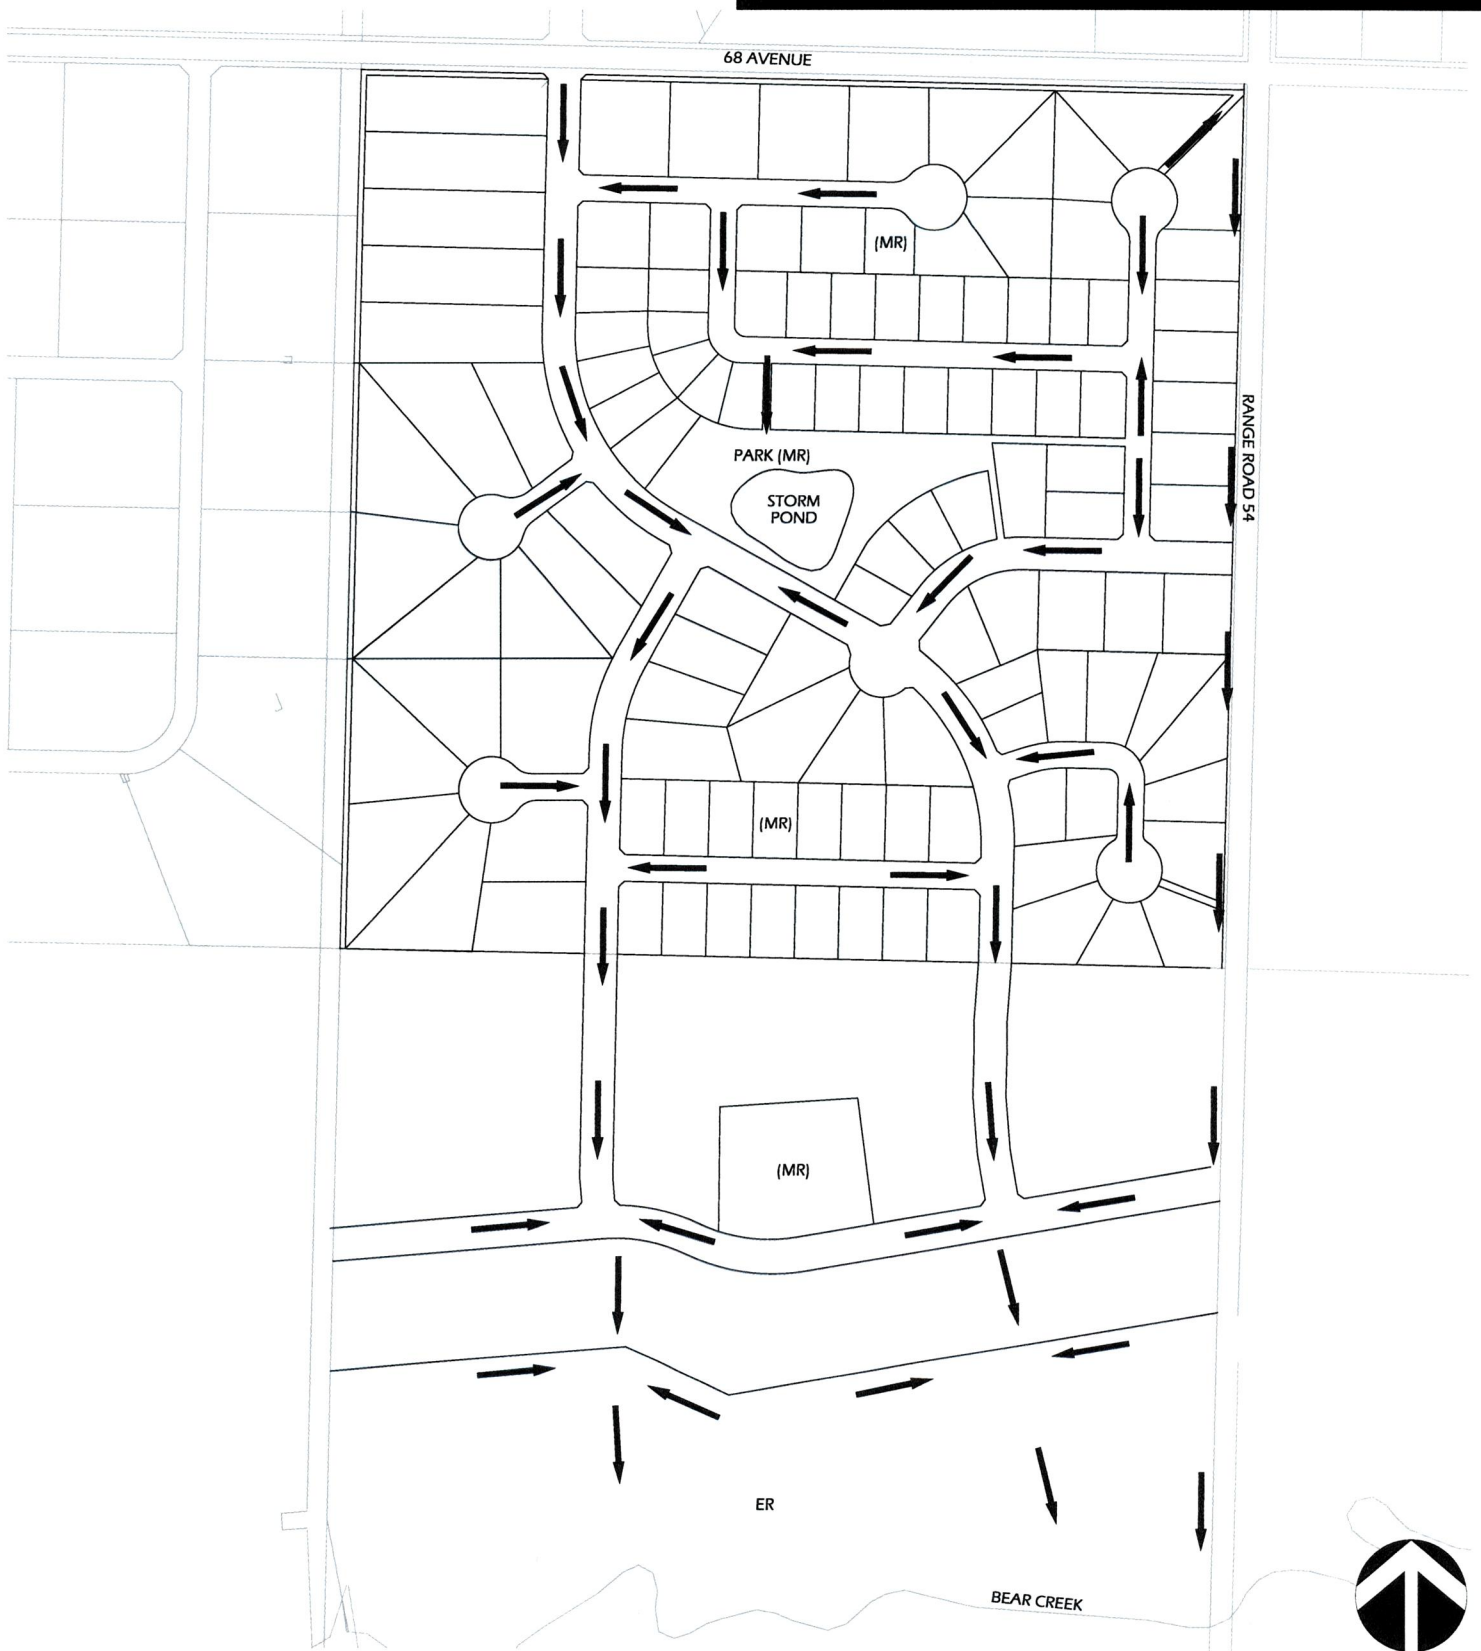 68 AVENUE
(MR)
RANGE ROAD 54
PARK (MR)
STORM
POND
(MR)
(MR)
ER
BEAR CREEK